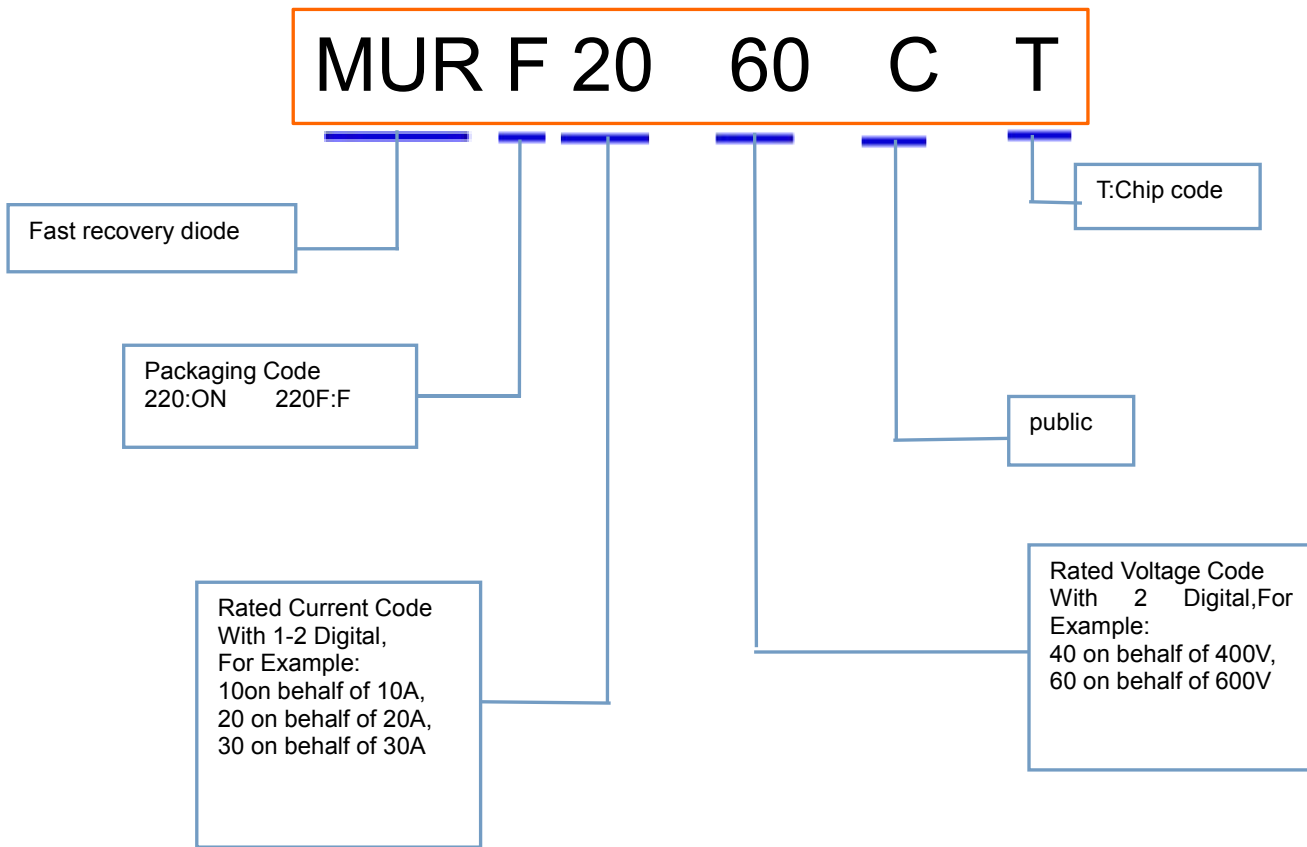 MUR F 20 60 C T
T:Chip code
Fast recovery diode
Packaging Code
220:ON 220F:F
public
Rated Current Code
With 1-2 Digital,
For Example:
10on behalf of 10A,
20 on behalf of 20A,
30 on behalf of 30A
Rated Voltage Code
With 2 Digital,For
Example:
40 on behalf of 400V,
60 on behalf of 600V